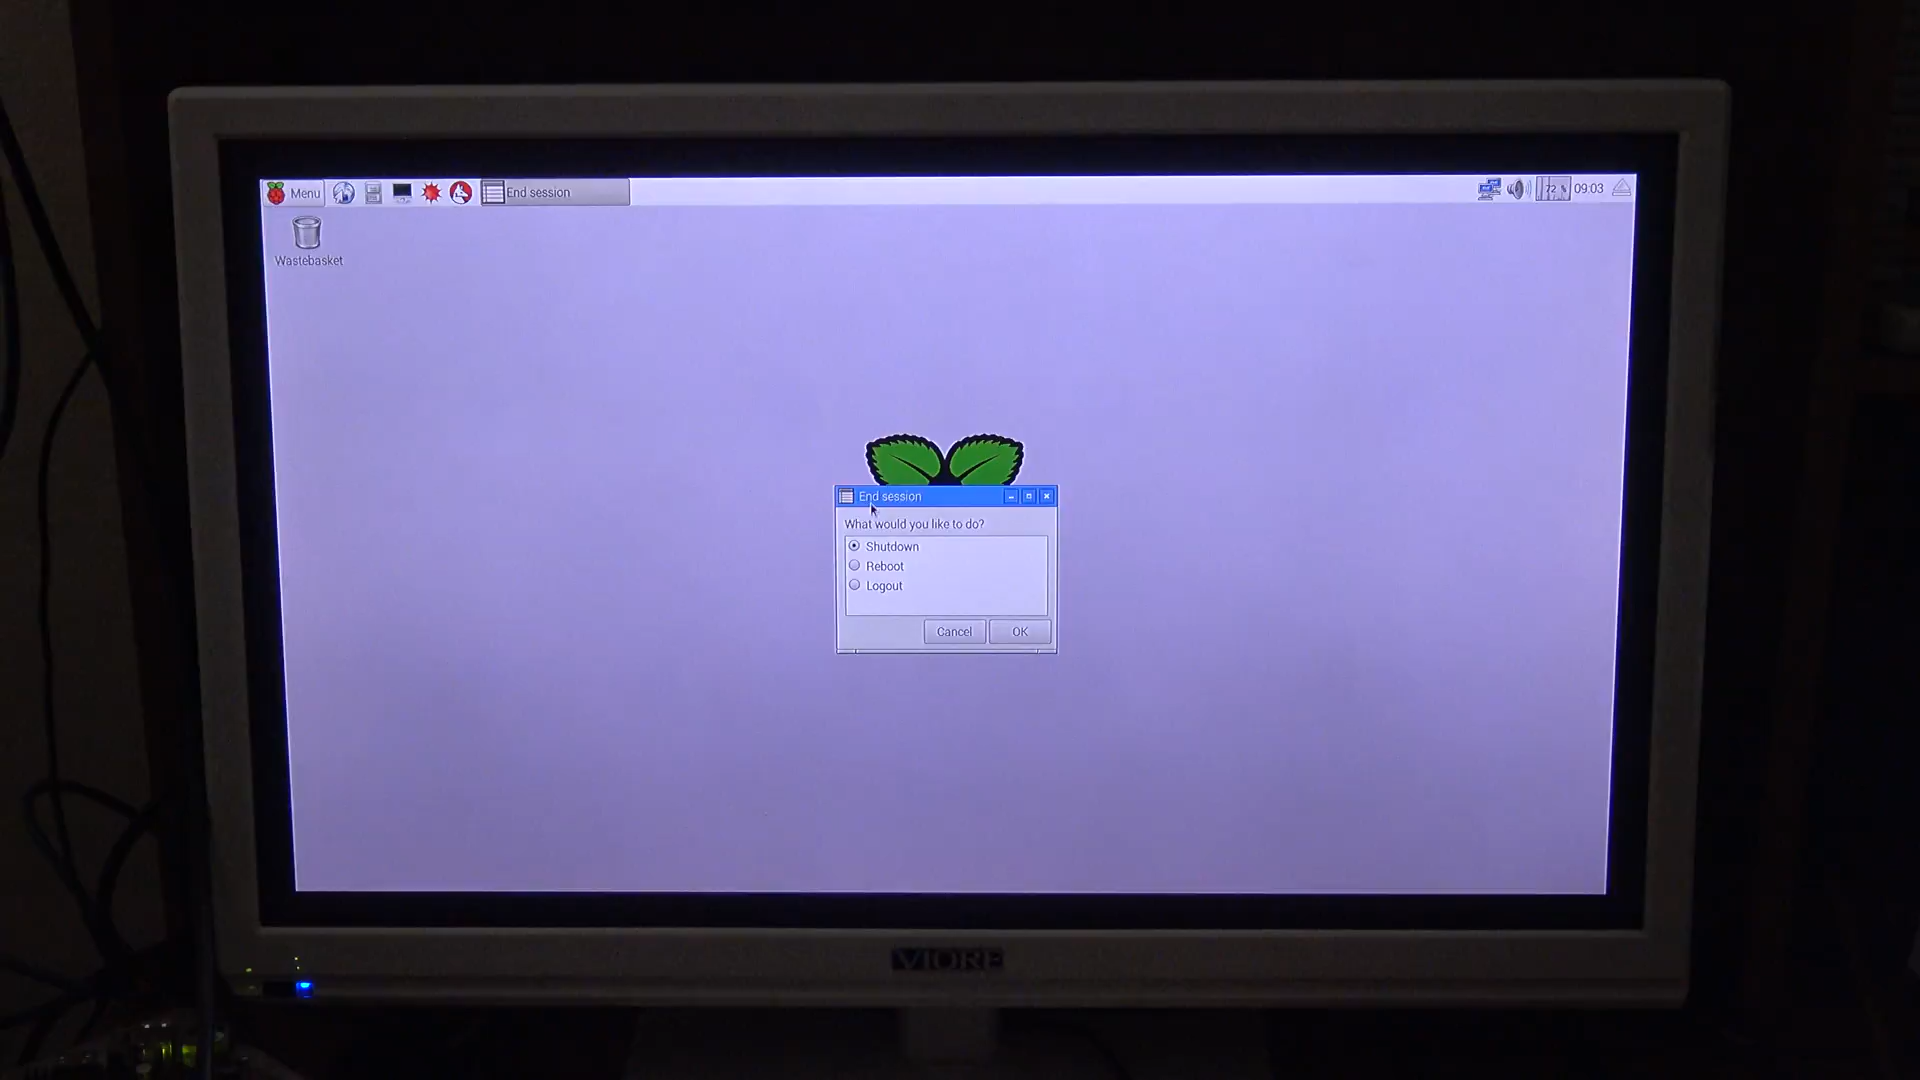 Menu
End session
72 %
09:03
Wastebasket
End session
What would you like to do?
Shutdown
Reboot
Logout
Cancel
OK
VIORE